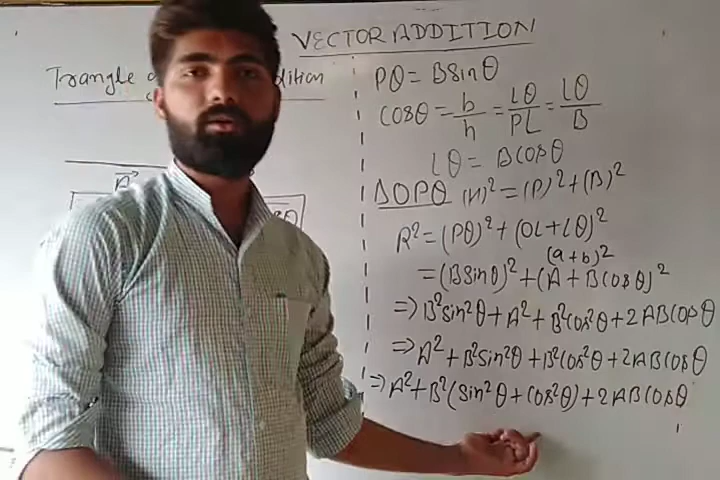 VECTOR ADDITION
Trangle dition
A⃗
PQ = BSinθ
Cosθ = b/h = LQ/PL = LQ/B
LQ = BCosθ
ΔOPQ (H)² = (P)² + (B)²
R² = (PQ)² + (OL + LQ)²
(a+b)²
= (BSinθ)² + (A + BCosθ)²
⇒ B²Sin²θ + A² + B²Cos²θ + 2ABCosθ
⇒ A² + B²Sin²θ + B²Cos²θ + 2ABCosθ
⇒ A² + B²(Sin²θ + Cos²θ) + 2ABCosθ